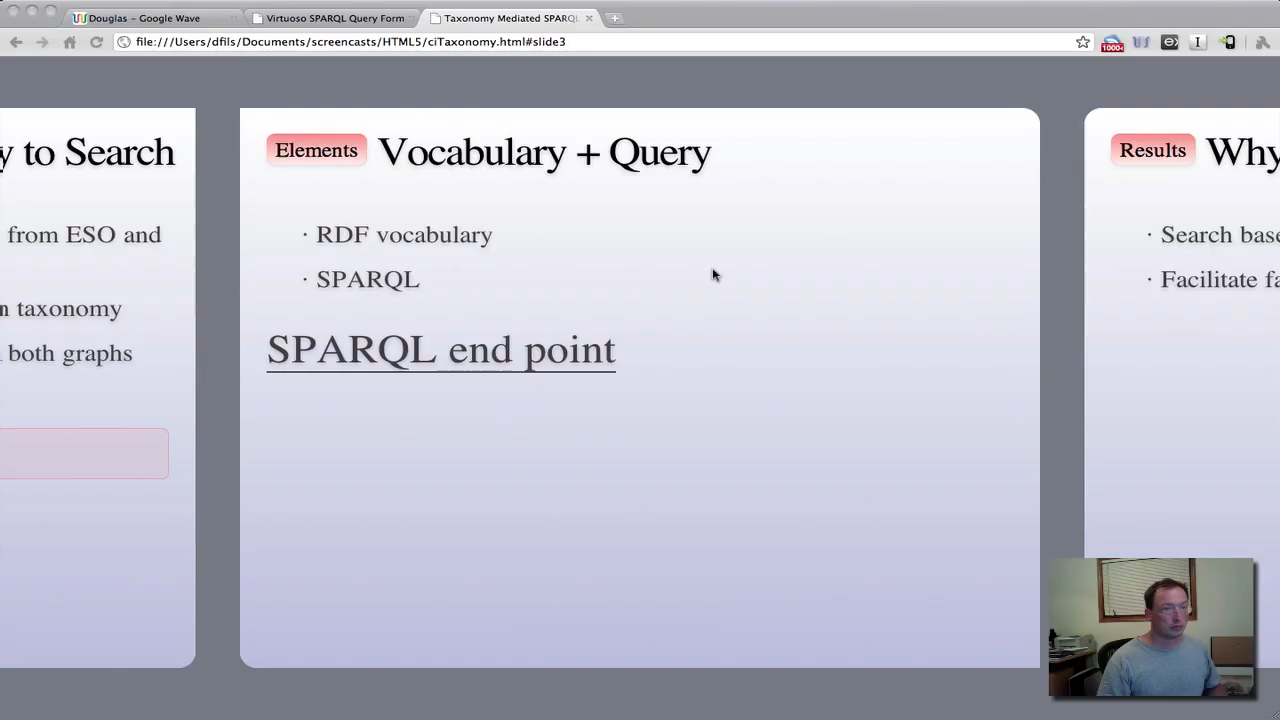 Douglas - Google Wave
Virtuoso SPARQL Query Form
Taxonomy Mediated SPARQL
file:///Users/dfils/Documents/screencasts/HTML5/ciTaxonomy.html#slide3
1000+
y to Search
from ESO and
n taxonomy
both graphs
Elements Vocabulary + Query
· RDF vocabulary
· SPARQL
SPARQL end point
Results Why
· Search base
· Facilitate fa